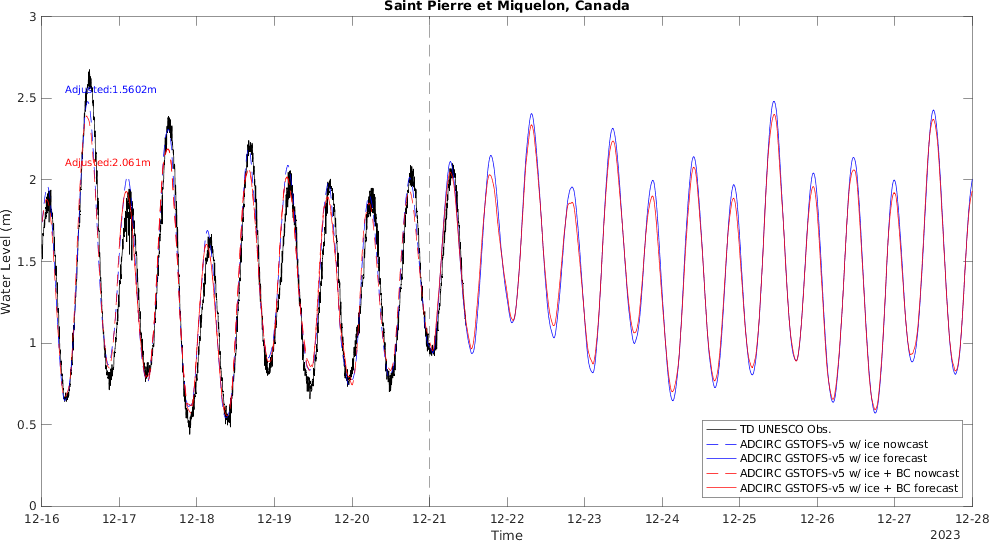 Saint Pierre et Miquelon, Canada
3
2.5
2
1.5
1
0.5
0
Water Level (m)
Adjusted:1.5602m
Adjusted:2.061m
TD UNESCO Obs.
ADCIRC GSTOFS-v5 w/ ice nowcast
ADCIRC GSTOFS-v5 w/ ice forecast
ADCIRC GSTOFS-v5 w/ ice + BC nowcast
ADCIRC GSTOFS-v5 w/ ice + BC forecast
12-16 12-17 12-18 12-19 12-20 12-21 12-22 12-23 12-24 12-25 12-26 12-27 12-28
Time
2023